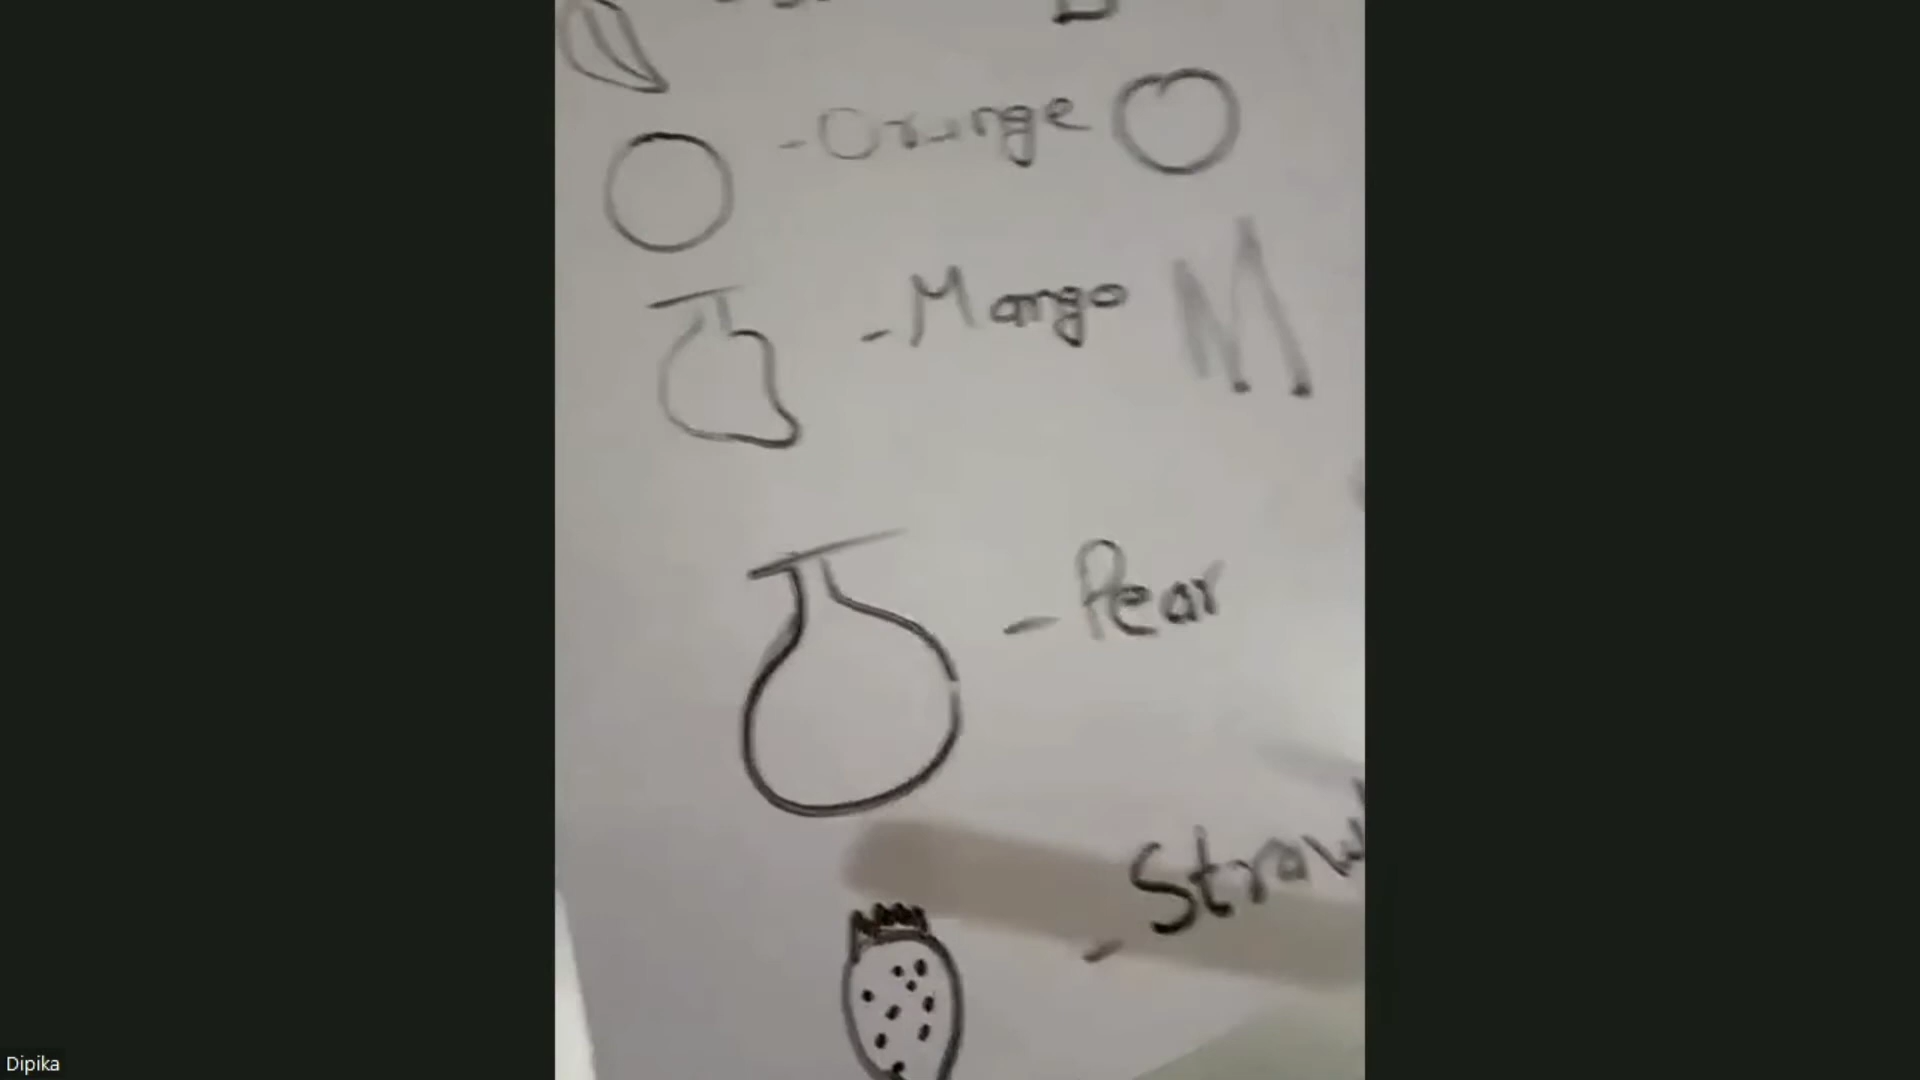 - Orange O
- Mango M
- Pear
- Straw
Dipika